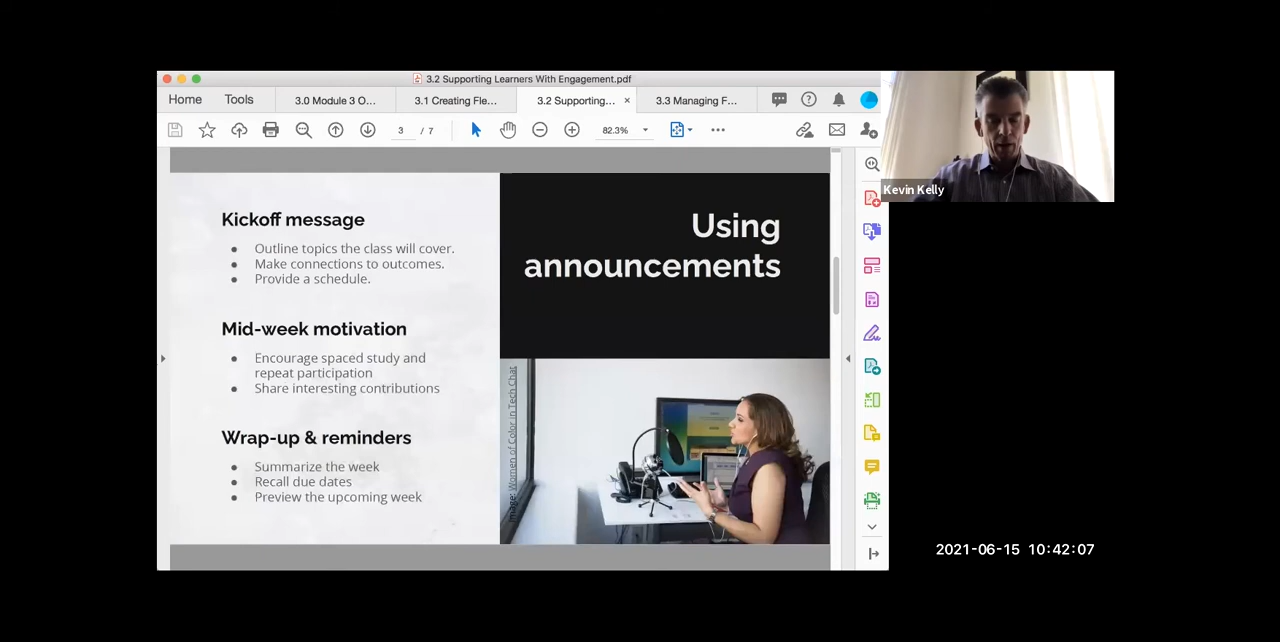 3.2 Supporting Learners With Engagement.pdf
Home
Tools
3.0 Module 3 O...
3.1 Creating Fle...
3.2 Supporting... ×
3.3 Managing F...
3 / 7
82.3%
Kickoff message
● Outline topics the class will cover.
● Make connections to outcomes.
● Provide a schedule.
Mid-week motivation
● Encourage spaced study and
repeat participation
● Share interesting contributions
Wrap-up & reminders
● Summarize the week
● Recall due dates
● Preview the upcoming week
Using
announcements
Image: Women of Color in Tech Chat
Kevin Kelly
2021-06-15 10:42:07